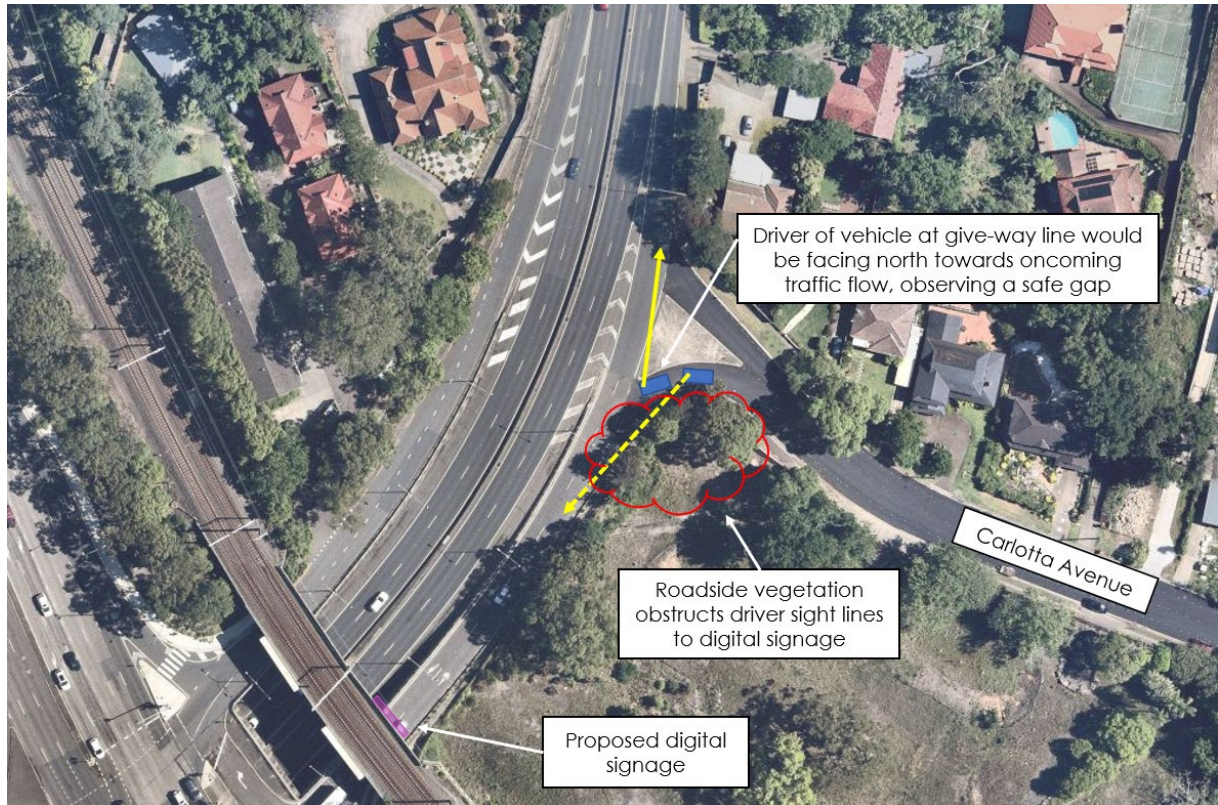 Driver of vehicle at give-way line would
be facing north towards oncoming
traffic flow, observing a safe gap
Carlotta Avenue
Roadside vegetation
obstructs driver sight lines
to digital signage
Proposed digital
signage